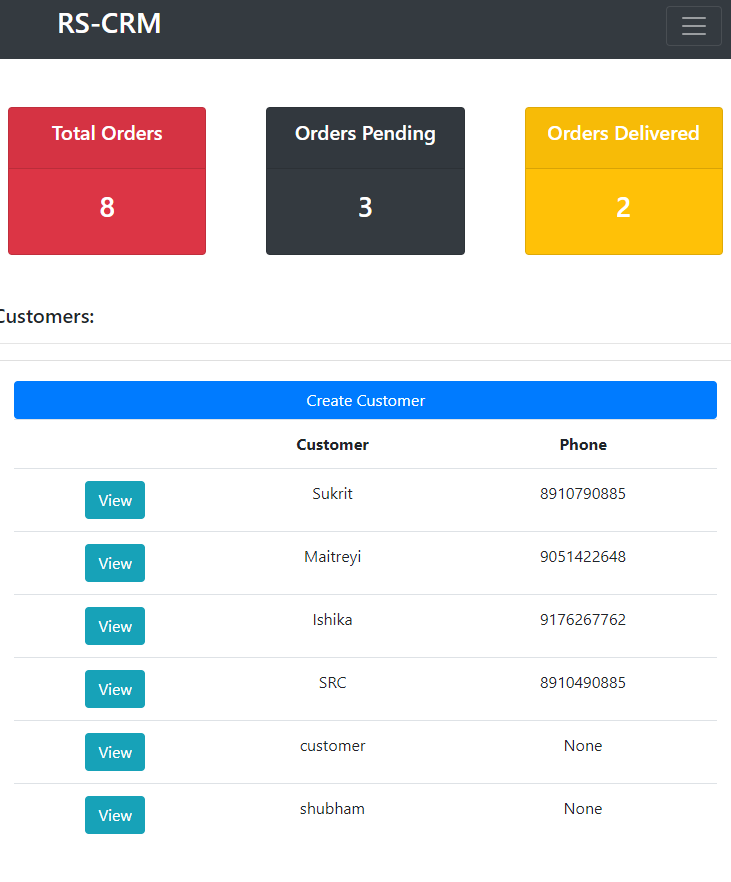 RS-CRM
Total Orders
Orders Pending
Orders Delivered
8
3
2
Customers:
Create Customer
Customer Phone
View Sukrit 8910790885
View Maitreyi 9051422648
View Ishika 9176267762
View SRC 8910490885
View customer None
View shubham None